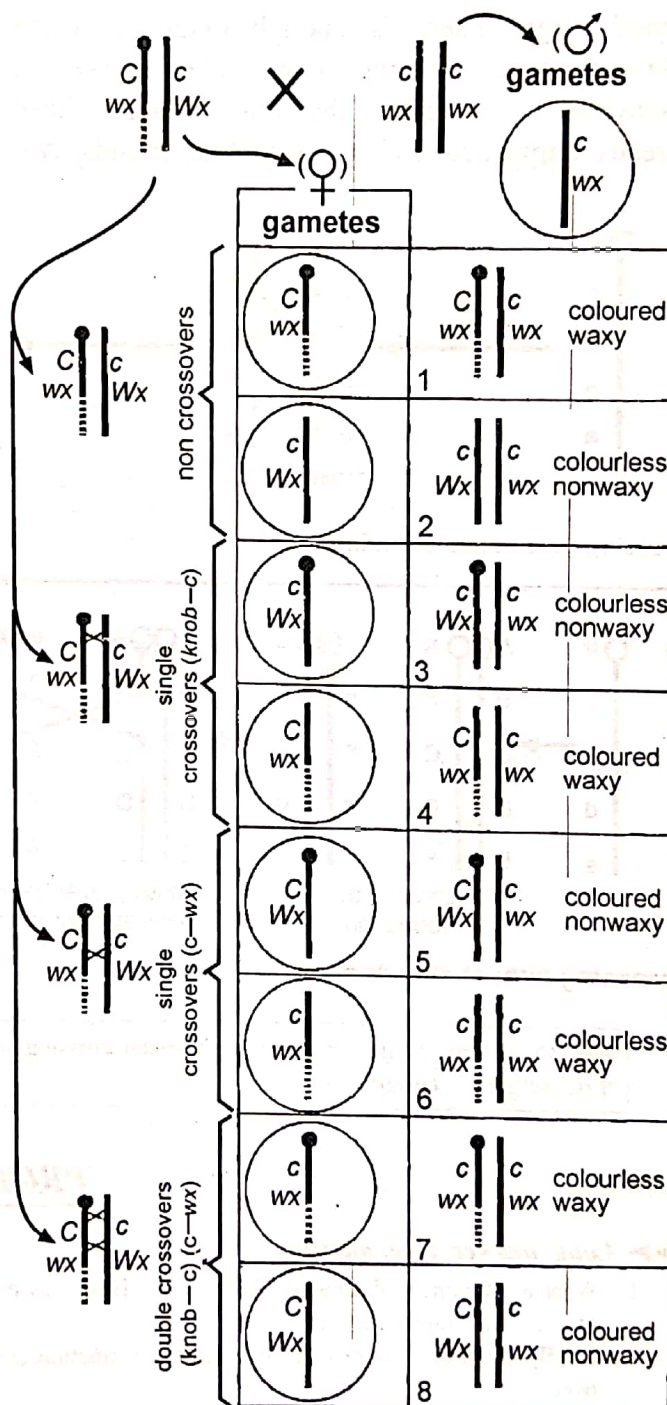 C c
wx Wx
c c
wx wx
(♂)
gametes
c
wx
(♀)
gametes
non crossovers
C c
wx Wx
C
wx
C c
wx wx
coloured
waxy
1
c
Wx
c c
Wx wx
colourless
nonwaxy
2
single
crossovers (knob–c)
C c
wx Wx
c
Wx
c c
Wx wx
colourless
nonwaxy
3
C
wx
C c
wx wx
coloured
waxy
4
single
crossovers (c–wx)
C c
wx Wx
C
Wx
C c
Wx wx
coloured
nonwaxy
5
c
wx
c c
wx wx
colourless
waxy
6
double crossovers
(knob–c) (c–wx)
C c
wx Wx
c
wx
c c
wx wx
colourless
waxy
7
C
Wx
C c
Wx wx
coloured
nonwaxy
8